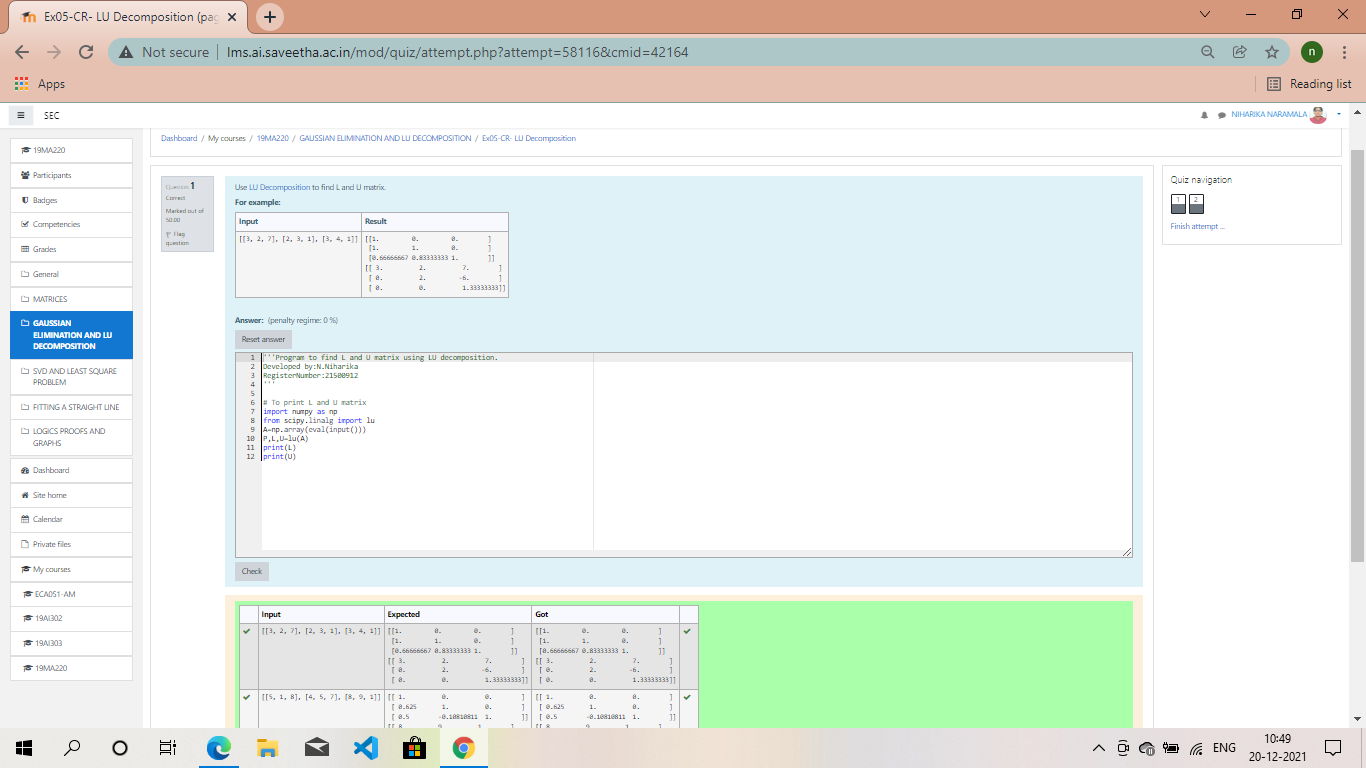 Ex05-CR- LU Decomposition (pag
Not secure | lms.ai.saveetha.ac.in/mod/quiz/attempt.php?attempt=58116&cmid=42164
n
Apps
Reading list
SEC
NIHARIKA NARAMALA
19MA220
Participants
Badges
Competencies
Grades
General
MATRICES
GAUSSIAN
ELIMINATION AND LU
DECOMPOSITION
SVD AND LEAST SQUARE
PROBLEM
FITTING A STRAIGHT LINE
LOGICS PROOFS AND
GRAPHS
Dashboard
Site home
Calendar
Private files
My courses
ECA051-AM
19AI302
19AI303
19MA220
Dashboard / My courses / 19MA220 / GAUSSIAN ELIMINATION AND LU DECOMPOSITION / Ex05-CR- LU Decomposition
Question 1
Correct
Marked out of
50.00
Flag
question
Use LU Decomposition to find L and U matrix.
For example:
Input Result
[[3, 2, 7], [2, 3, 1], [3, 4, 1]] [[1. 0. 0. ]
[1. 1. 0. ]
[0.66666667 0.83333333 1. ]]
[[ 3. 2. 7. ]
[ 0. 2. -6. ]
[ 0. 0. 1.33333333]]
Answer: (penalty regime: 0 %)
Reset answer
1 '''Program to find L and U matrix using LU decomposition.
2 Developed by:N.Niharika
3 RegisterNumber:21500912
4 '''
5
6 # To print L and U matrix
7 import numpy as np
8 from scipy.linalg import lu
9 A=np.array(eval(input()))
10 P,L,U=lu(A)
11 print(L)
12 print(U)
Check
Input Expected Got
[[3, 2, 7], [2, 3, 1], [3, 4, 1]] [[1. 0. 0. ] [[1. 0. 0. ]
[1. 1. 0. ] [1. 1. 0. ]
[0.66666667 0.83333333 1. ]] [0.66666667 0.83333333 1. ]]
[[ 3. 2. 7. ] [[ 3. 2. 7. ]
[ 0. 2. -6. ] [ 0. 2. -6. ]
[ 0. 0. 1.33333333]] [ 0. 0. 1.33333333]]
[[5, 1, 8], [4, 5, 7], [8, 9, 1]] [[ 1. 0. 0. ] [[ 1. 0. 0. ]
[ 0.625 1. 0. ] [ 0.625 1. 0. ]
[ 0.5 -0.10810811 1. ]] [ 0.5 -0.10810811 1. ]]
Quiz navigation
1 2
Finish attempt ...
ENG
10:49
20-12-2021